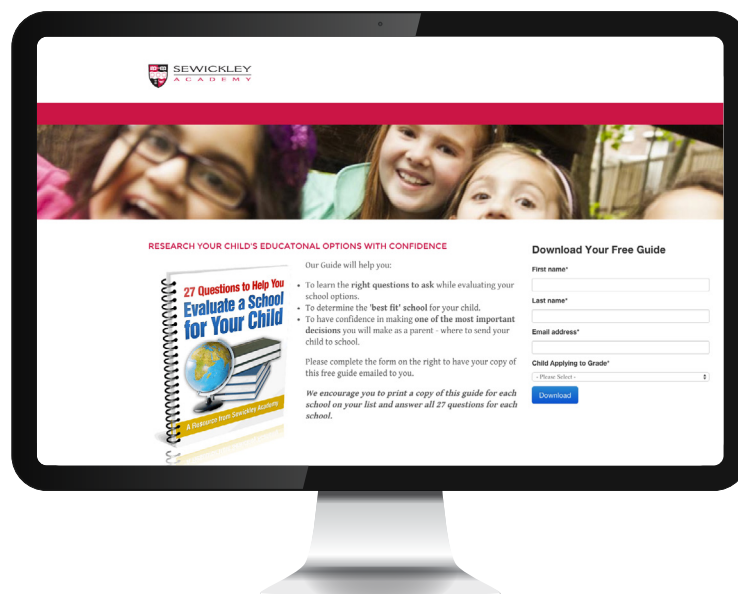 SEWICKLEY
ACADEMY
RESEARCH YOUR CHILD'S EDUCATONAL OPTIONS WITH CONFIDENCE
27 Questions to Help You
Evaluate a School
for Your Child
A Resource from Sewickley Academy
Our Guide will help you:
• To learn the right questions to ask while evaluating your
school options.
• To determine the 'best fit' school for your child.
• To have confidence in making one of the most important
decisions you will make as a parent - where to send your
child to school.
Please complete the form on the right to have your copy of
this free guide emailed to you.
We encourage you to print a copy of this guide for each
school on your list and answer all 27 questions for each
school.
Download Your Free Guide
First name*
Last name*
Email address*
Child Applying to Grade*
- Please Select -
Download